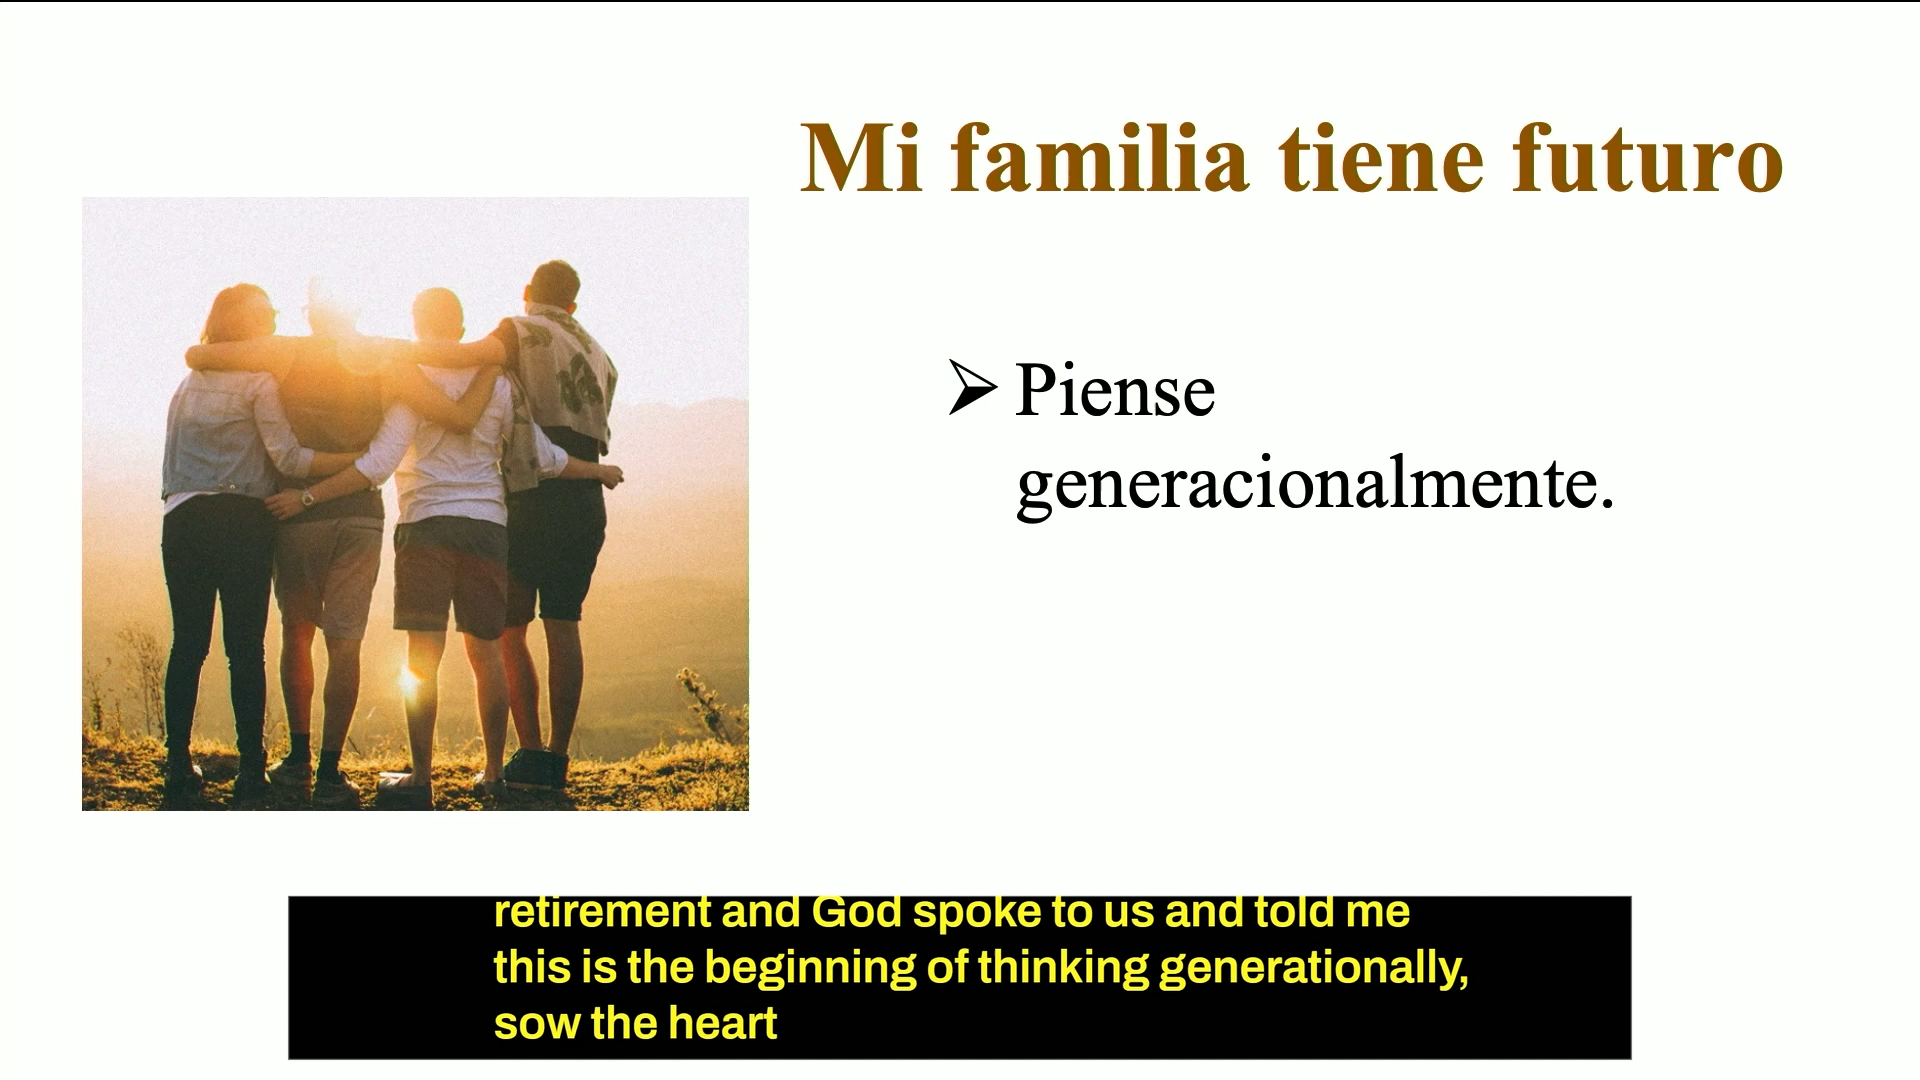 Mi familia tiene futuro
Piense
generacionalmente.
retirement and God spoke to us and told me
this is the beginning of thinking generationally,
sow the heart